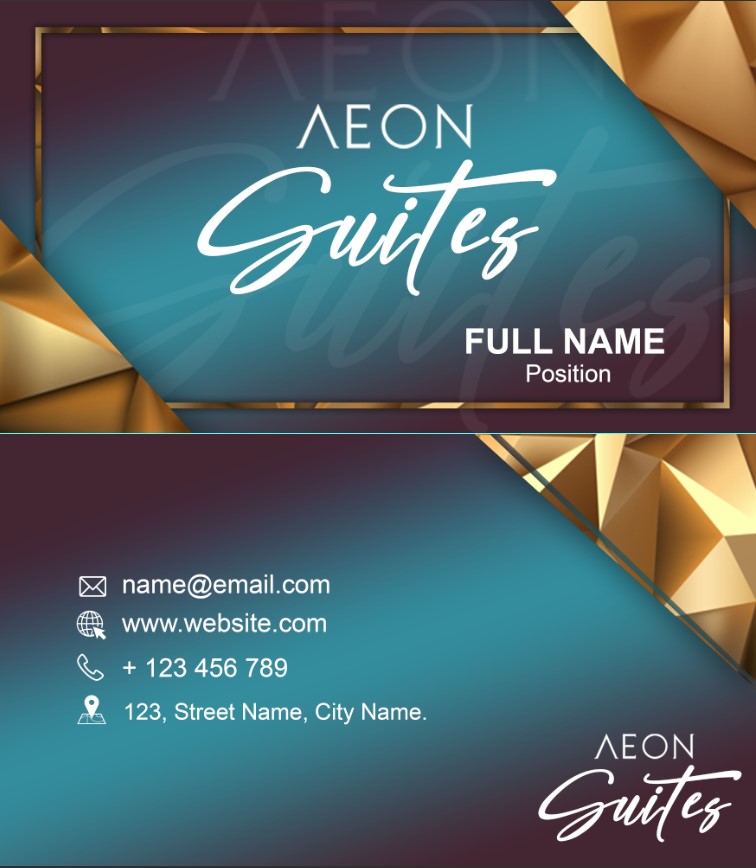 AEON
Suites
FULL NAME
Position
name@email.com
www.website.com
+ 123 456 789
123, Street Name, City Name.
AEON
Suites